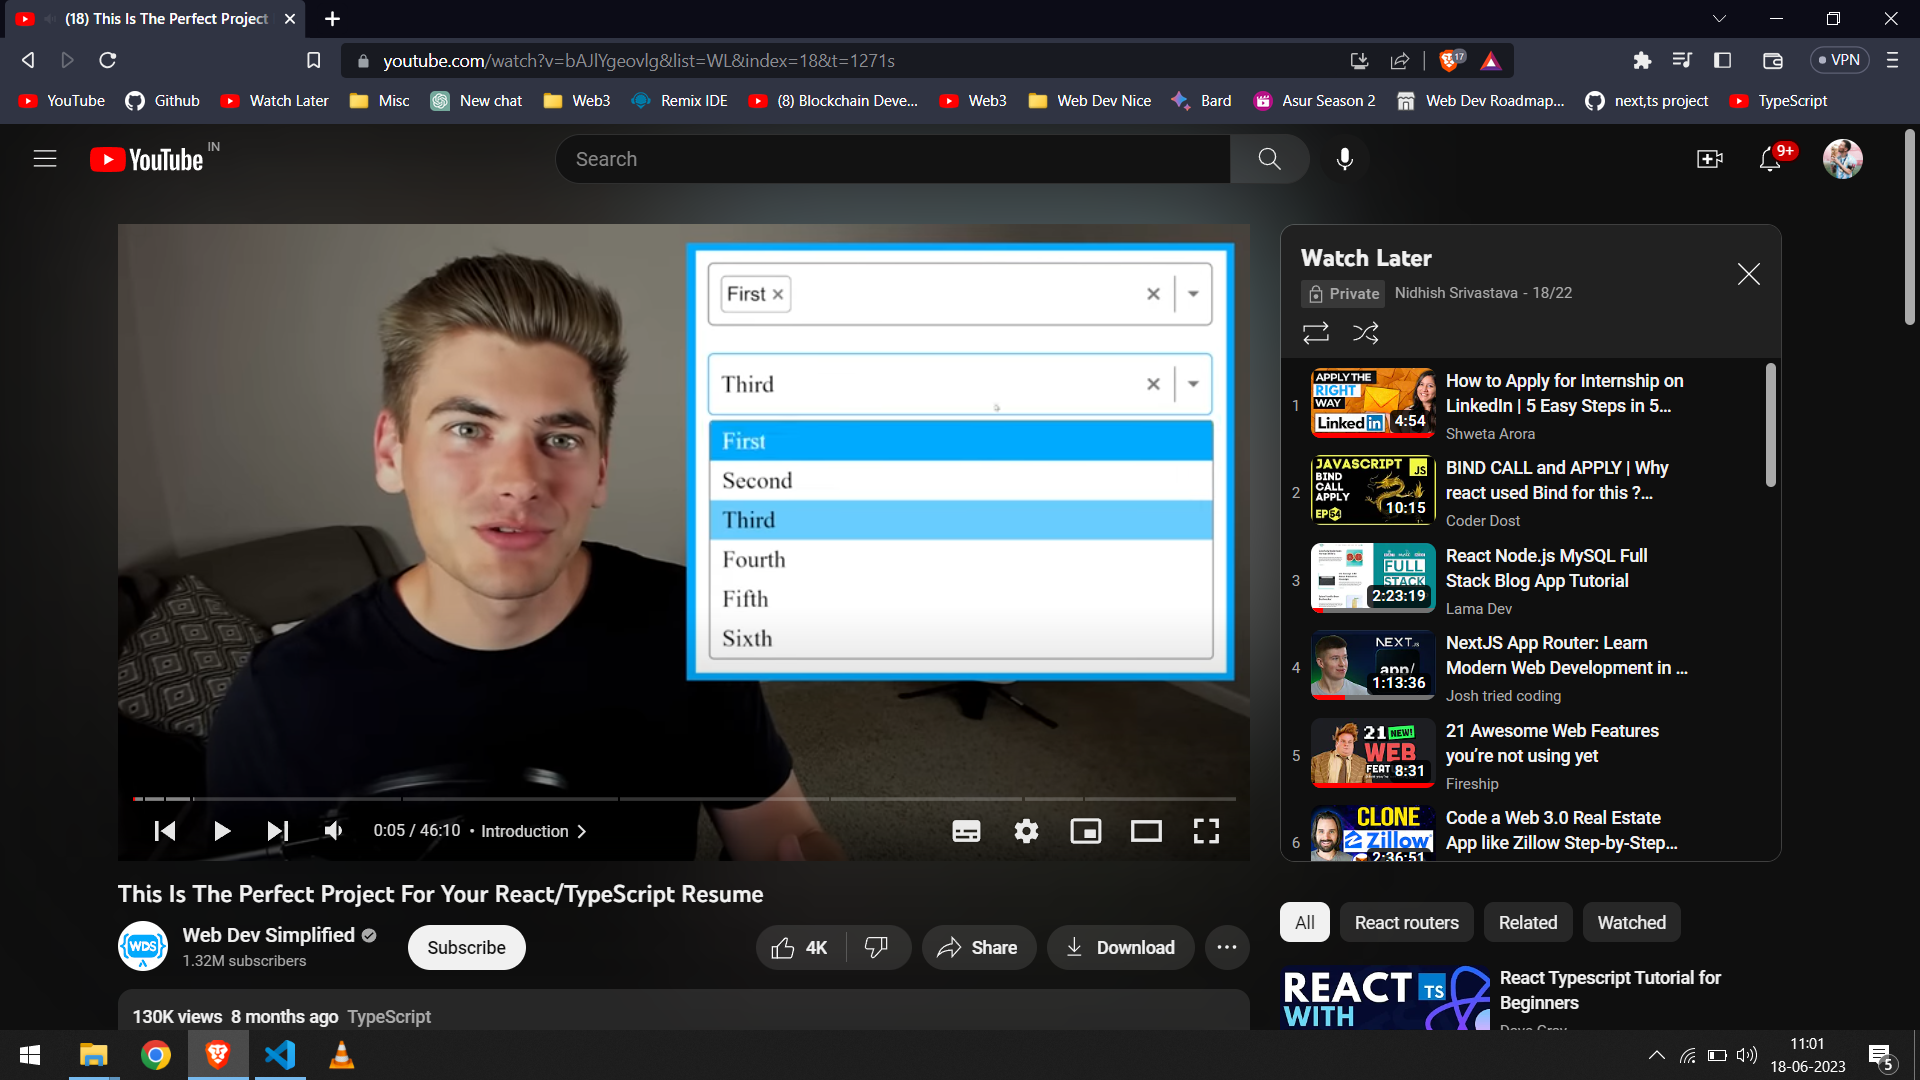 (18) This Is The Perfect Project
youtube.com/watch?v=bAJlYgeovlg&list=WL&index=18&t=1271s
17
VPN
YouTube
Github
Watch Later
Misc
New chat
Web3
Remix IDE
(8) Blockchain Deve...
Web3
Web Dev Nice
Bard
Asur Season 2
Web Dev Roadmap...
next,ts project
TypeScript
YouTube IN
Search
9+
First
Third
First
Second
Third
Fourth
Fifth
Sixth
0:05 / 46:10 • Introduction
This Is The Perfect Project For Your React/TypeScript Resume
WDS
Web Dev Simplified
1.32M subscribers
Subscribe
4K
Share
Download
130K views 8 months ago TypeScript
Watch Later
Private Nidhish Srivastava - 18/22
1
APPLY THE
RIGHT
WAY
Linked in
4:54
How to Apply for Internship on
LinkedIn | 5 Easy Steps in 5...
Shweta Arora
2
JAVASCRIPT JS
BIND
CALL
APPLY
EP64
10:15
BIND CALL and APPLY | Why
react used Bind for this ?...
Coder Dost
3
FULL
STACK
2:23:19
React Node.js MySQL Full
Stack Blog App Tutorial
Lama Dev
4
NEXT.JS
app/
1:13:36
NextJS App Router: Learn
Modern Web Development in ...
Josh tried coding
5
21 NEW!
WEB
FEAT
8:31
21 Awesome Web Features
you’re not using yet
Fireship
6
CLONE
Zillow
2:36:51
Code a Web 3.0 Real Estate
App like Zillow Step-by-Step...
All
React routers
Related
Watched
REACT TS
WITH
React Typescript Tutorial for
Beginners
Dave Gray
11:01
18-06-2023
5